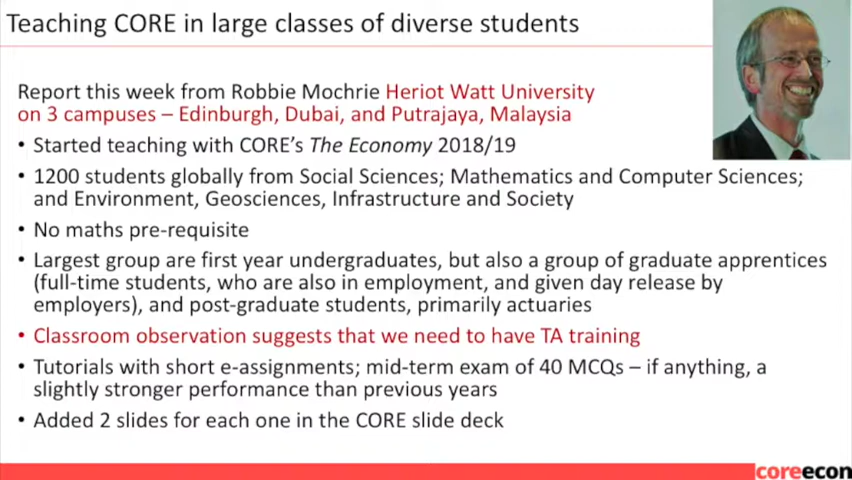 Teaching CORE in large classes of diverse students
Report this week from Robbie Mochrie Heriot Watt University
on 3 campuses – Edinburgh, Dubai, and Putrajaya, Malaysia
• Started teaching with CORE's The Economy 2018/19
• 1200 students globally from Social Sciences; Mathematics and Computer Sciences;
and Environment, Geosciences, Infrastructure and Society
• No maths pre-requisite
• Largest group are first year undergraduates, but also a group of graduate apprentices
(full-time students, who are also in employment, and given day release by
employers), and post-graduate students, primarily actuaries
• Classroom observation suggests that we need to have TA training
• Tutorials with short e-assignments; mid-term exam of 40 MCQs – if anything, a
slightly stronger performance than previous years
• Added 2 slides for each one in the CORE slide deck
coreecon